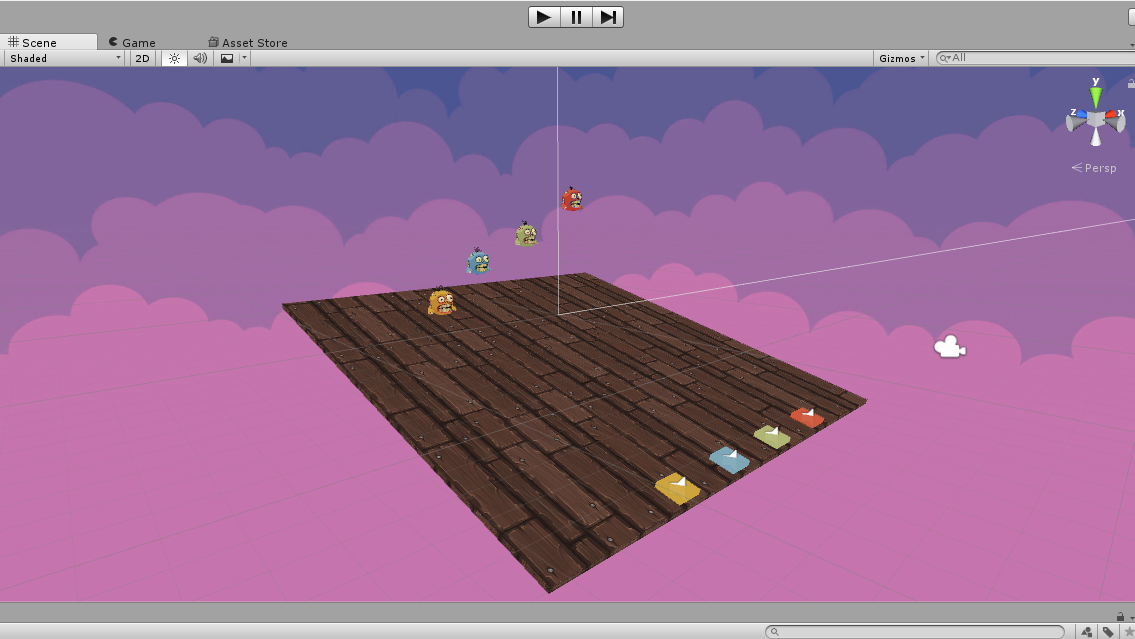 Scene
Game
Asset Store
Shaded
2D
Gizmos
All
y
z
x
Persp